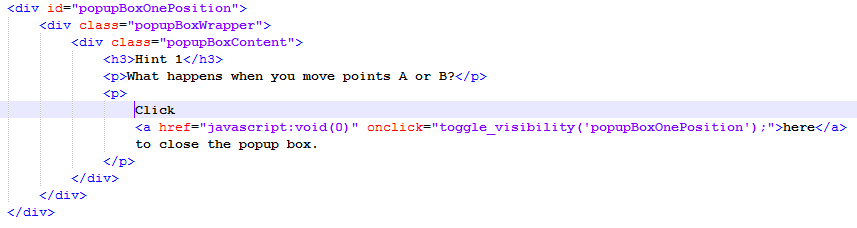 <div id="popupBoxOnePosition">
<div class="popupBoxWrapper">
<div class="popupBoxContent">
<h3>Hint 1</h3>
<p>What happens when you move points A or B?</p>
<p>
Click
<a href="javascript:void(0)" onclick="toggle_visibility('popupBoxOnePosition');">here</a>
to close the popup box.
</p>
</div>
</div>
</div>